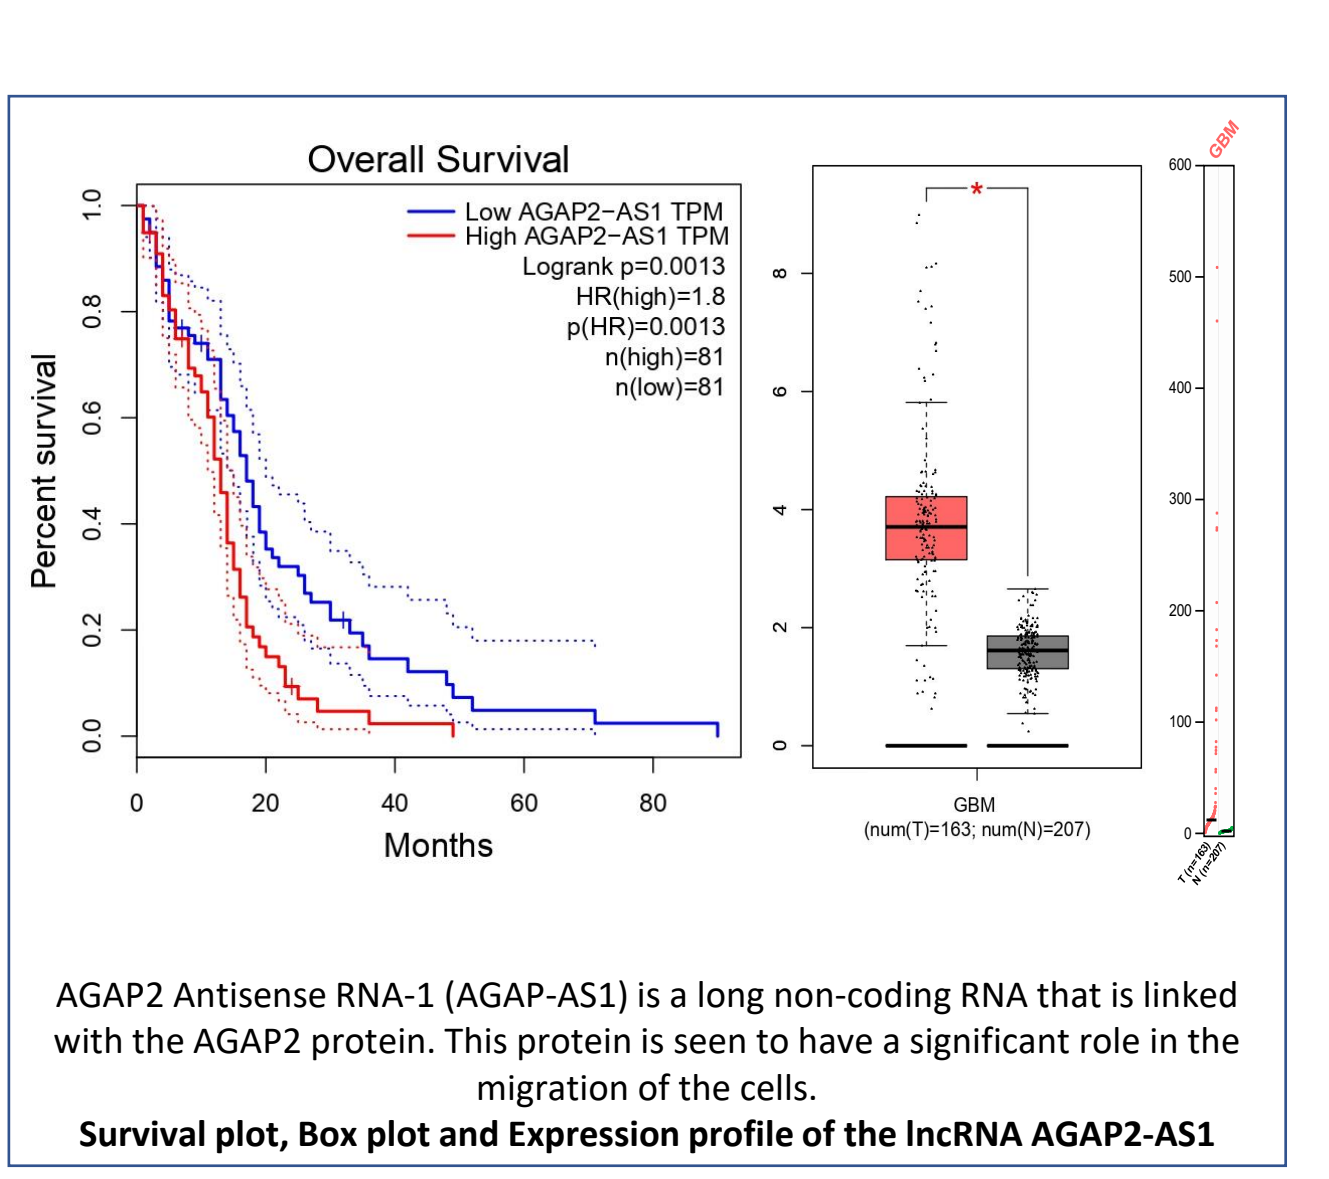 Overall Survival
Low AGAP2−AS1 TPM
High AGAP2−AS1 TPM
Logrank p=0.0013
HR(high)=1.8
p(HR)=0.0013
n(high)=81
n(low)=81
Percent survival
1.0
0.8
0.6
0.4
0.2
0.0
0 20 40 60 80
Months
*
8
6
4
2
0
GBM
(num(T)=163; num(N)=207)
GBM
600
500
400
300
200
100
0
T (n=163)
N (n=207)
AGAP2 Antisense RNA-1 (AGAP-AS1) is a long non-coding RNA that is linked
with the AGAP2 protein. This protein is seen to have a significant role in the
migration of the cells.
Survival plot, Box plot and Expression profile of the lncRNA AGAP2-AS1